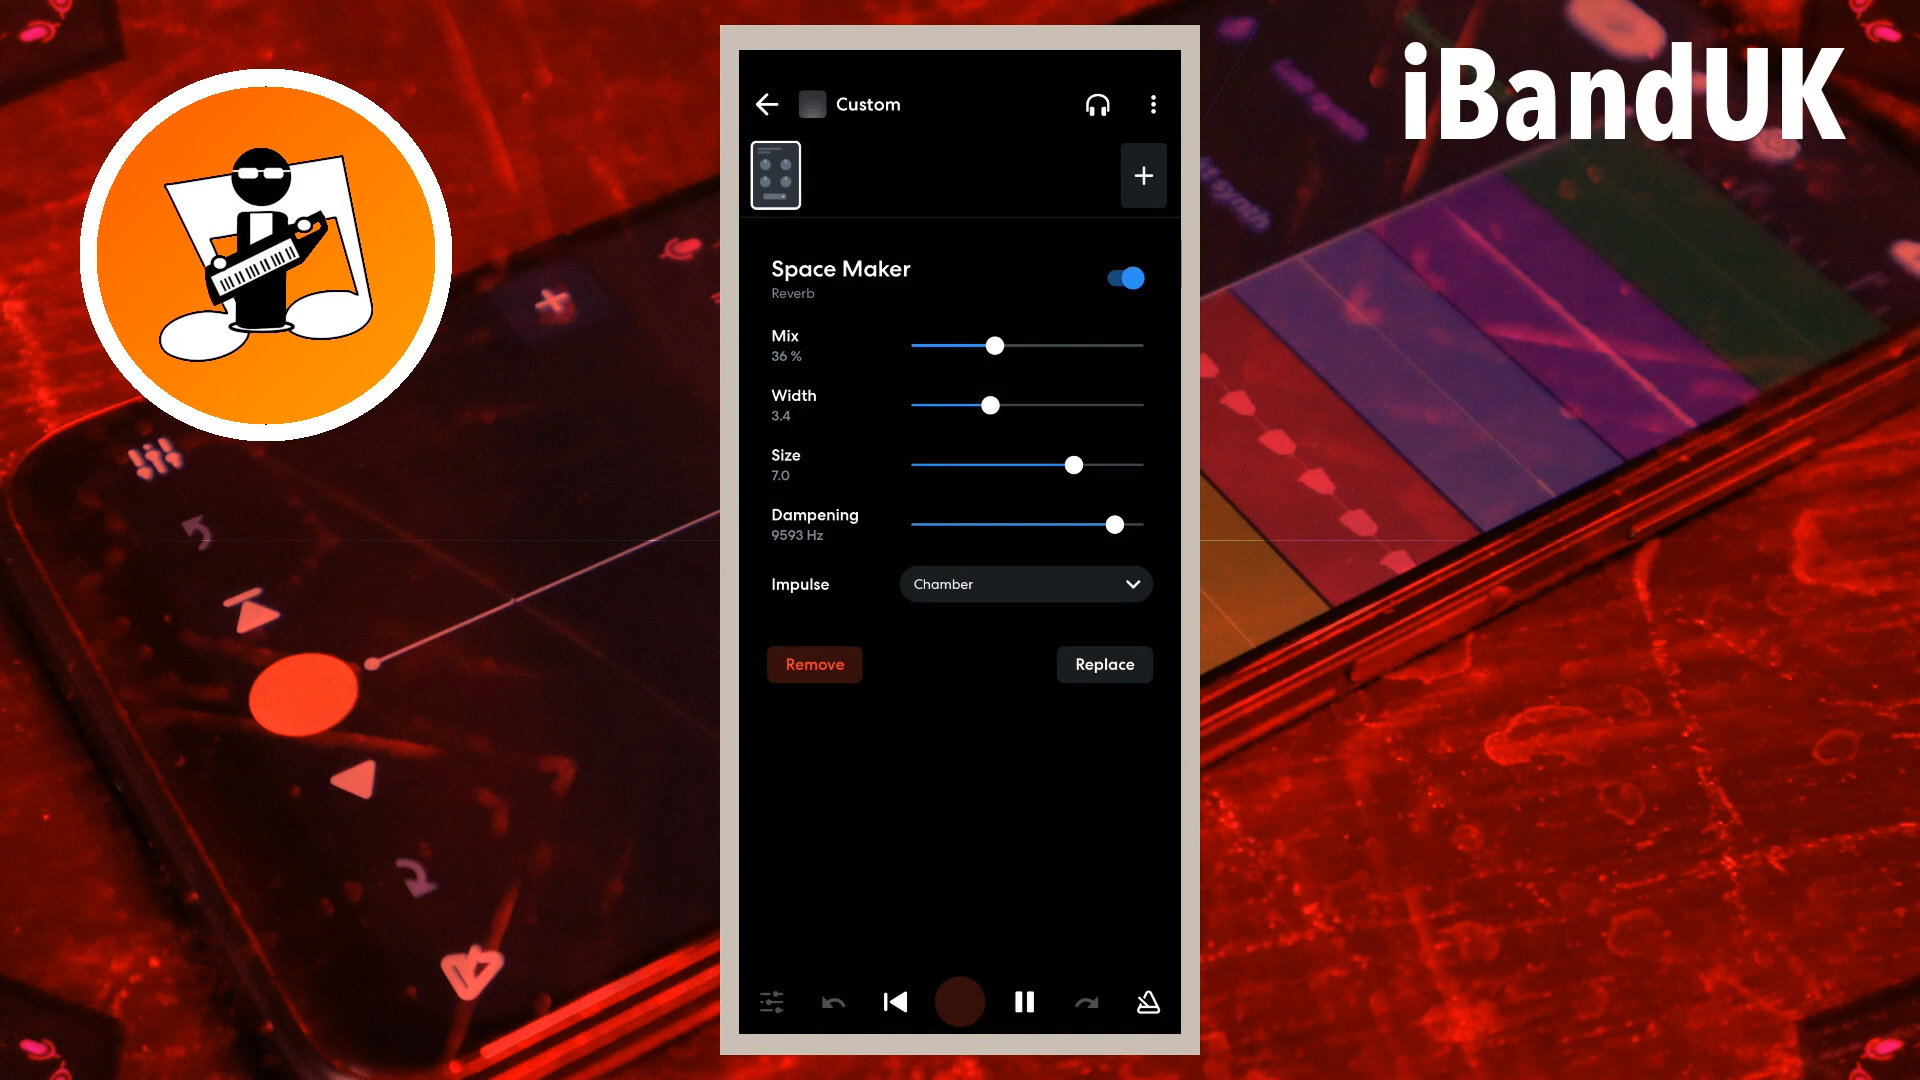 iBandUK
Custom
Space Maker
Reverb
Mix
36 %
Width
3.4
Size
7.0
Dampening
9593 Hz
Impulse
Chamber
Remove
Replace